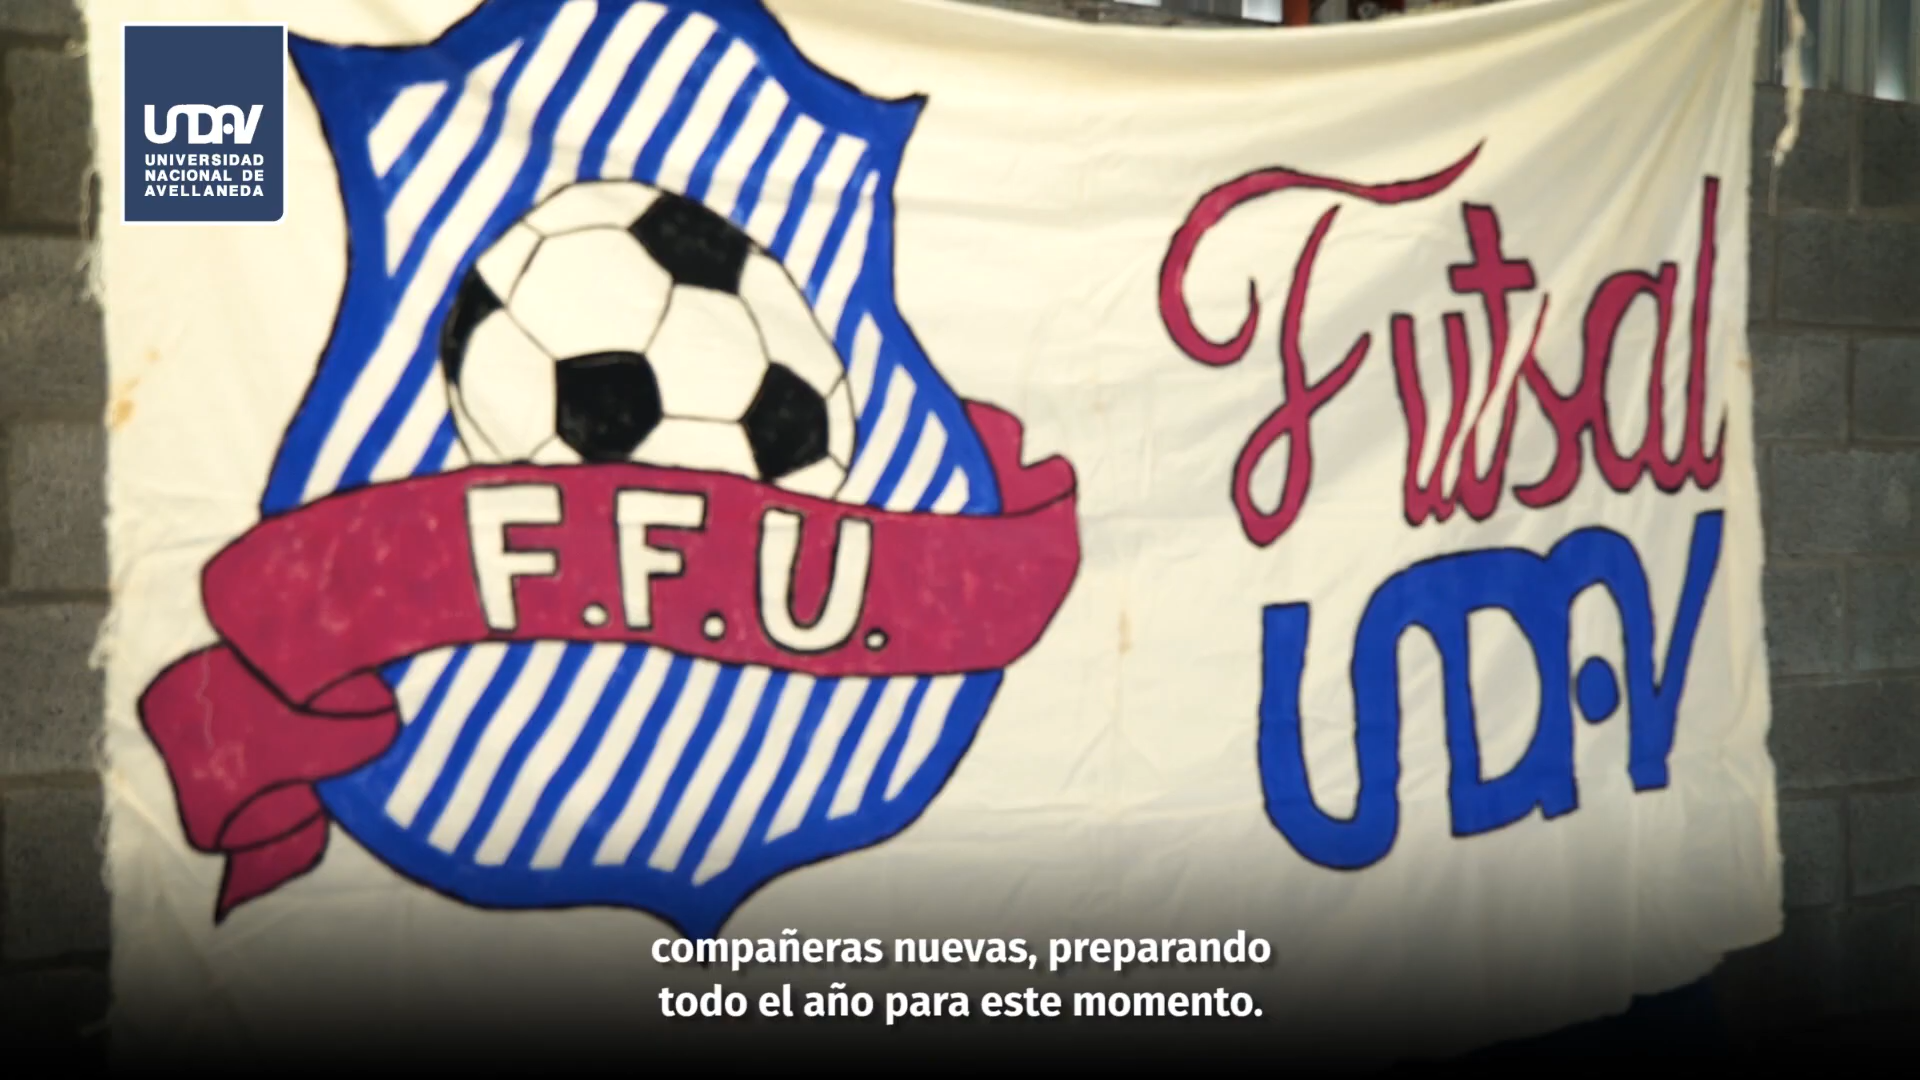 UNDAV
UNIVERSIDAD
NACIONAL DE
AVELLANEDA
F.F.U.
Futsal
UNDAV
compañeras nuevas, preparando
todo el año para este momento.